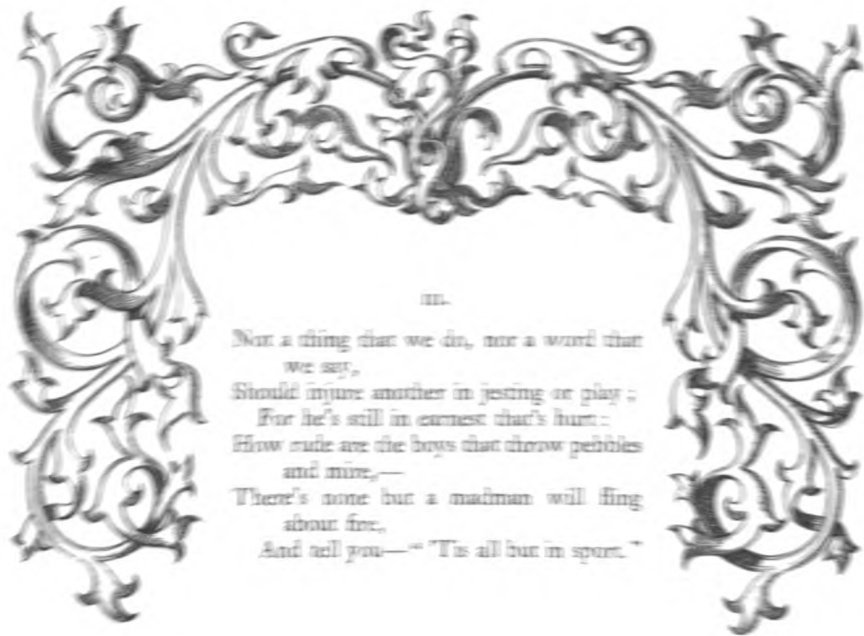 III.
Not a thing that we do, nor a word that
we say,
Should injure another in jesting or play;
For he's still in earnest that's hurt:
How rude are the boys that throw pebbles
and mire,—
There's none but a madman will fling
about fire,
And tell you—“ 'Tis all but in sport.”